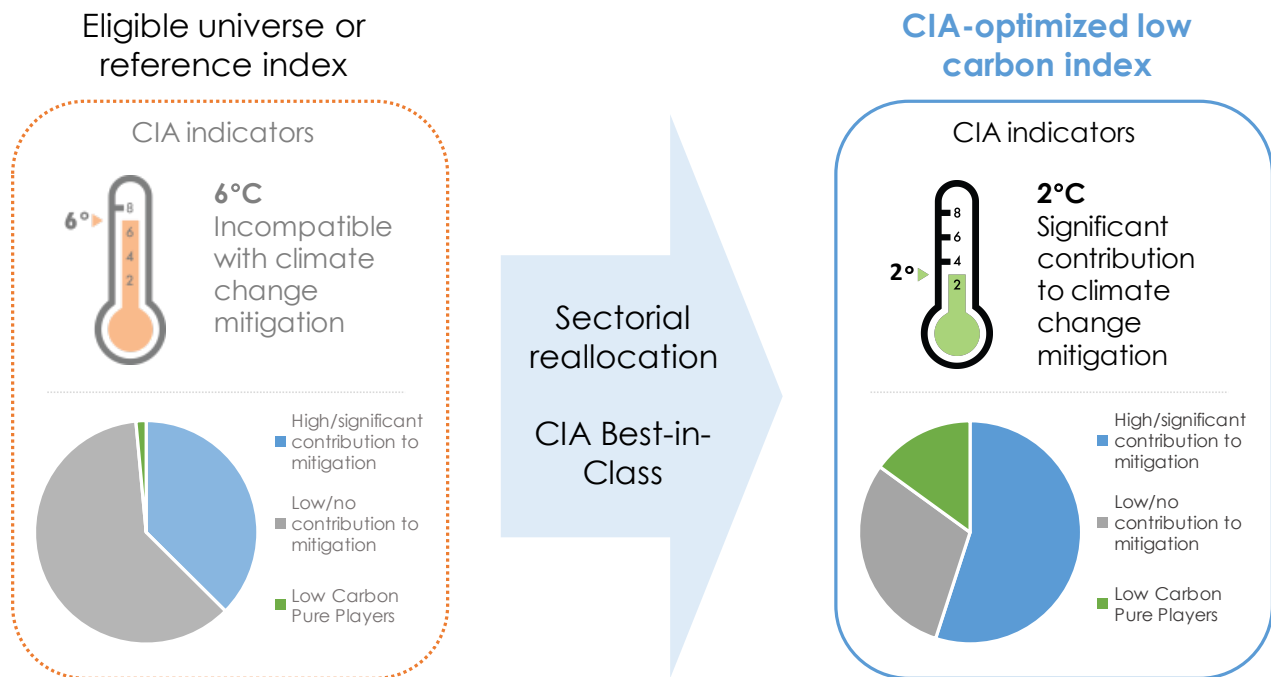 Eligible universe or
reference index
CIA indicators
6°
8
6
4
2
6°C
Incompatible
with climate
change
mitigation
High/significant
contribution to
mitigation
Low/no
contribution to
mitigation
Low Carbon
Pure Players
Sectorial
reallocation
CIA Best-in-
Class
CIA-optimized low
carbon index
CIA indicators
2°
8
6
4
2
2°C
Significant
contribution
to climate
change
mitigation
High/significant
contribution to
mitigation
Low/no
contribution to
mitigation
Low Carbon
Pure Players